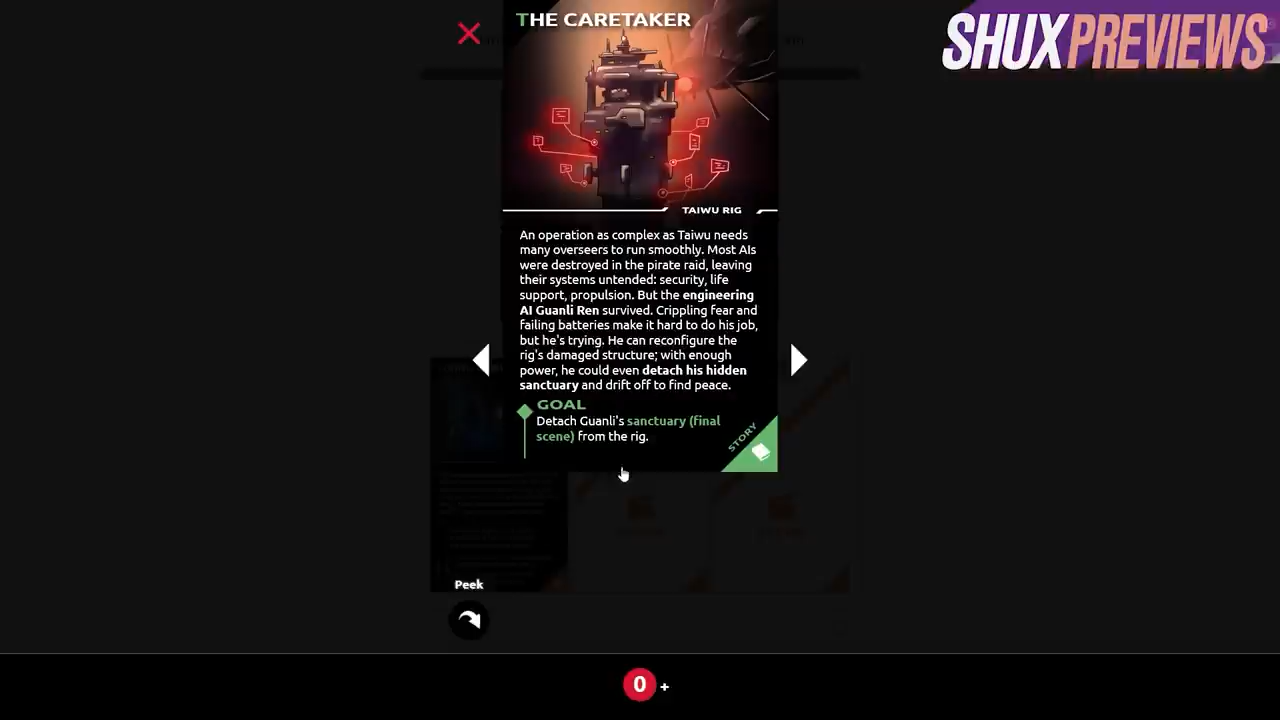 THE CARETAKER
SHUXPREVIEWS
TAIWU RIG
An operation as complex as Taiwu needs
many overseers to run smoothly. Most AIs
were destroyed in the pirate raid, leaving
their systems untended: security, life
support, propulsion. But the engineering
AI Guanli Ren survived. Crippling fear and
failing batteries make it hard to do his job,
but he's trying. He can reconfigure the
rig's damaged structure; with enough
power, he could even detach his hidden
sanctuary and drift off to find peace.
GOAL
Detach Guanli's sanctuary (final
scene) from the rig.
STORY
Peek
0 +